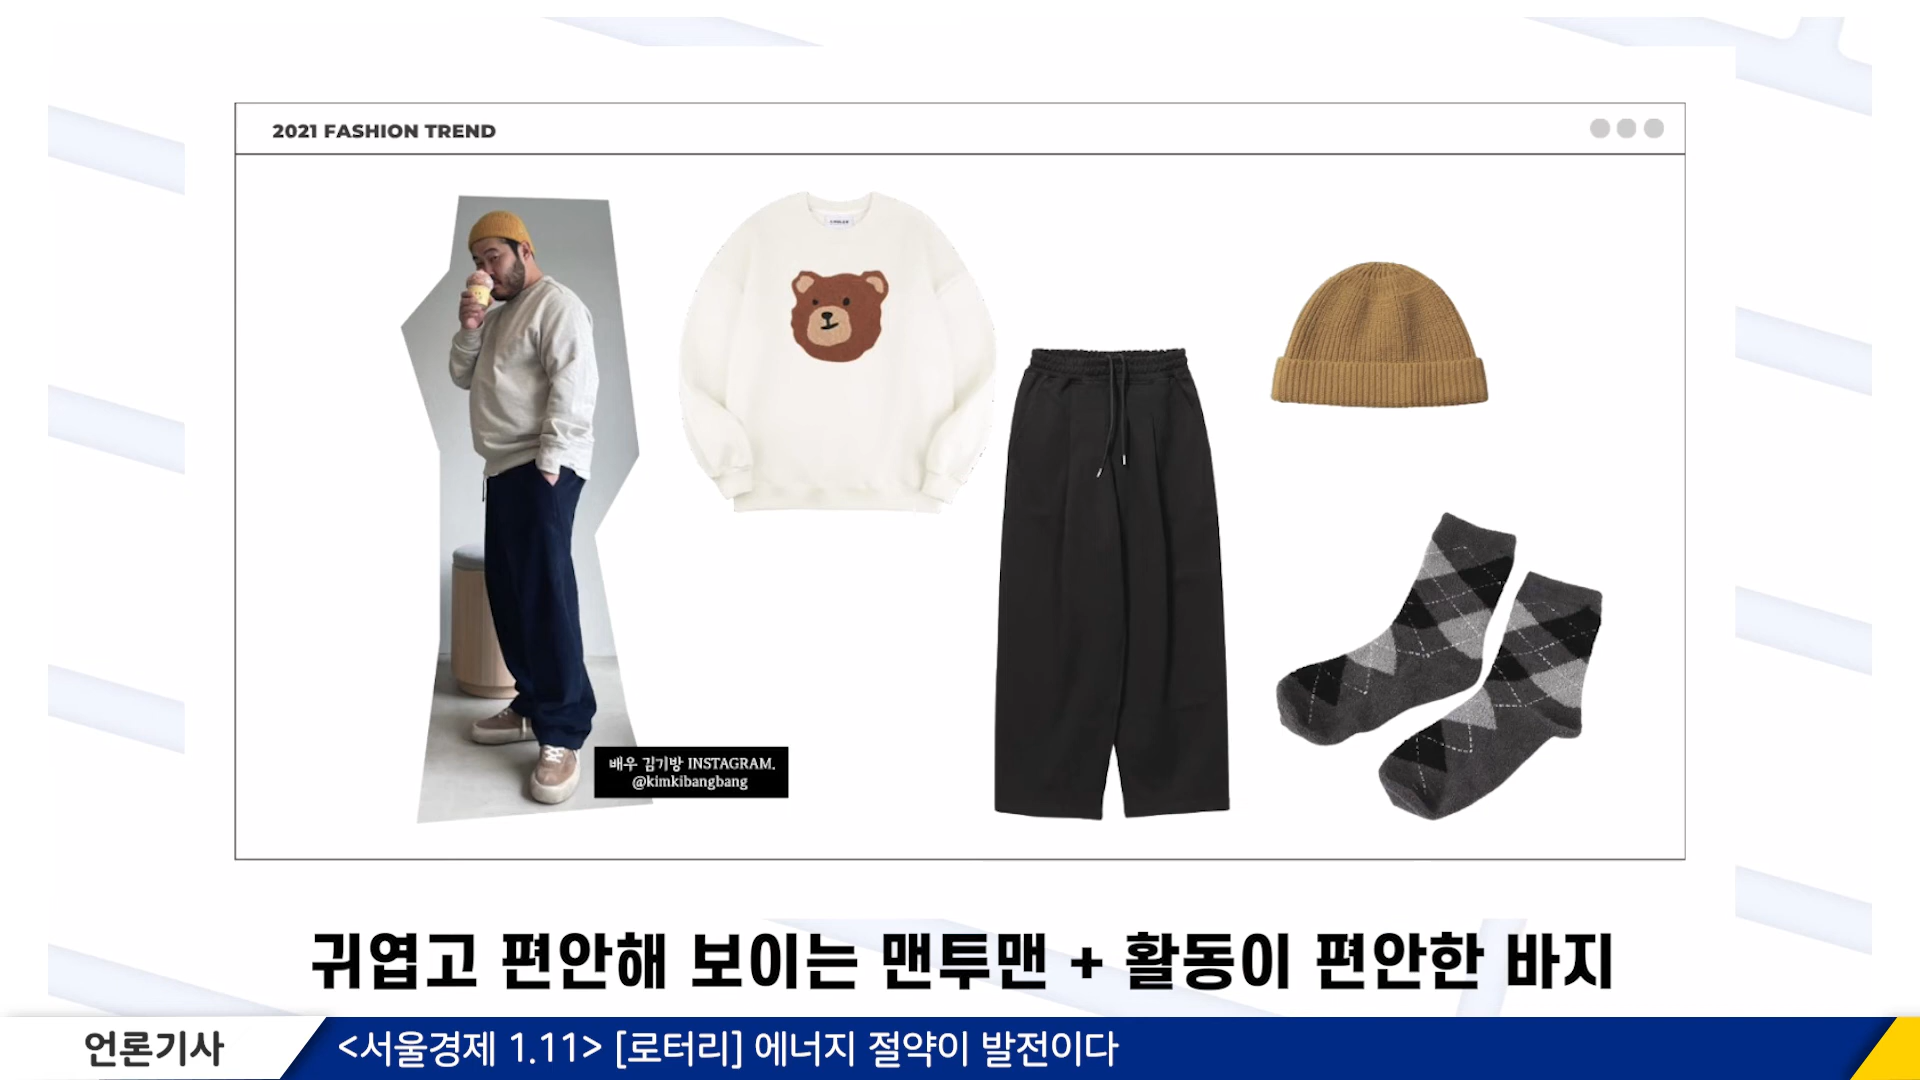 2021 FASHION TREND
배우 김기방 INSTAGRAM.
@kimkibangbang
귀엽고 편안해 보이는 맨투맨 + 활동이 편안한 바지
언론기사
<서울경제 1.11> [로터리] 에너지 절약이 발전이다